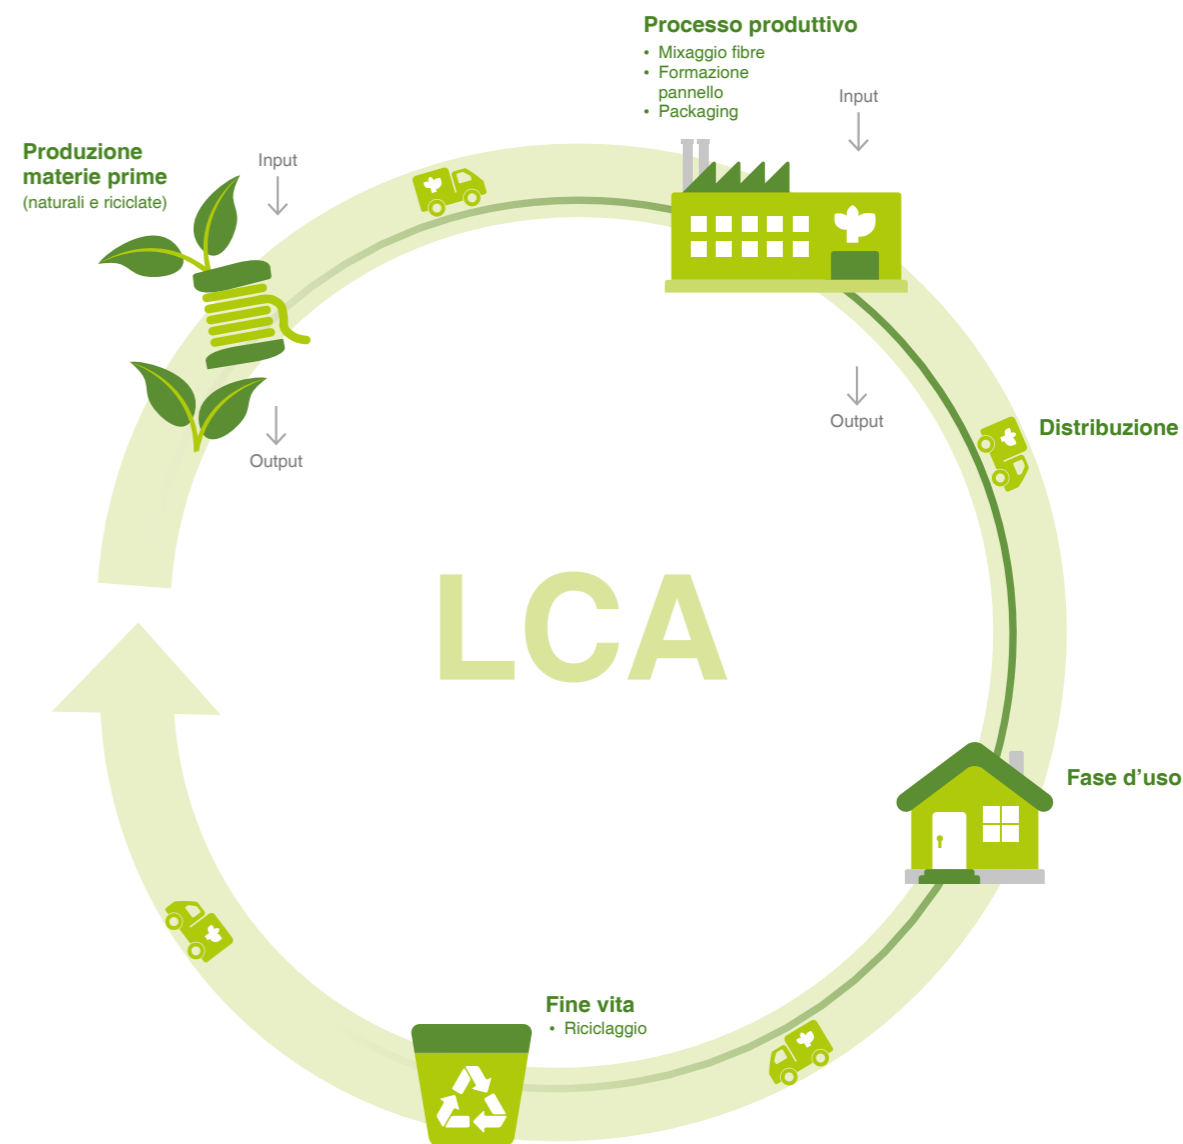 Processo produttivo
• Mixaggio fibre
• Formazione
pannello
• Packaging
Input
Produzione
materie prime
(naturali e riciclate)
Input
Output
Output
Distribuzione
LCA
Fase d’uso
Fine vita
• Riciclaggio